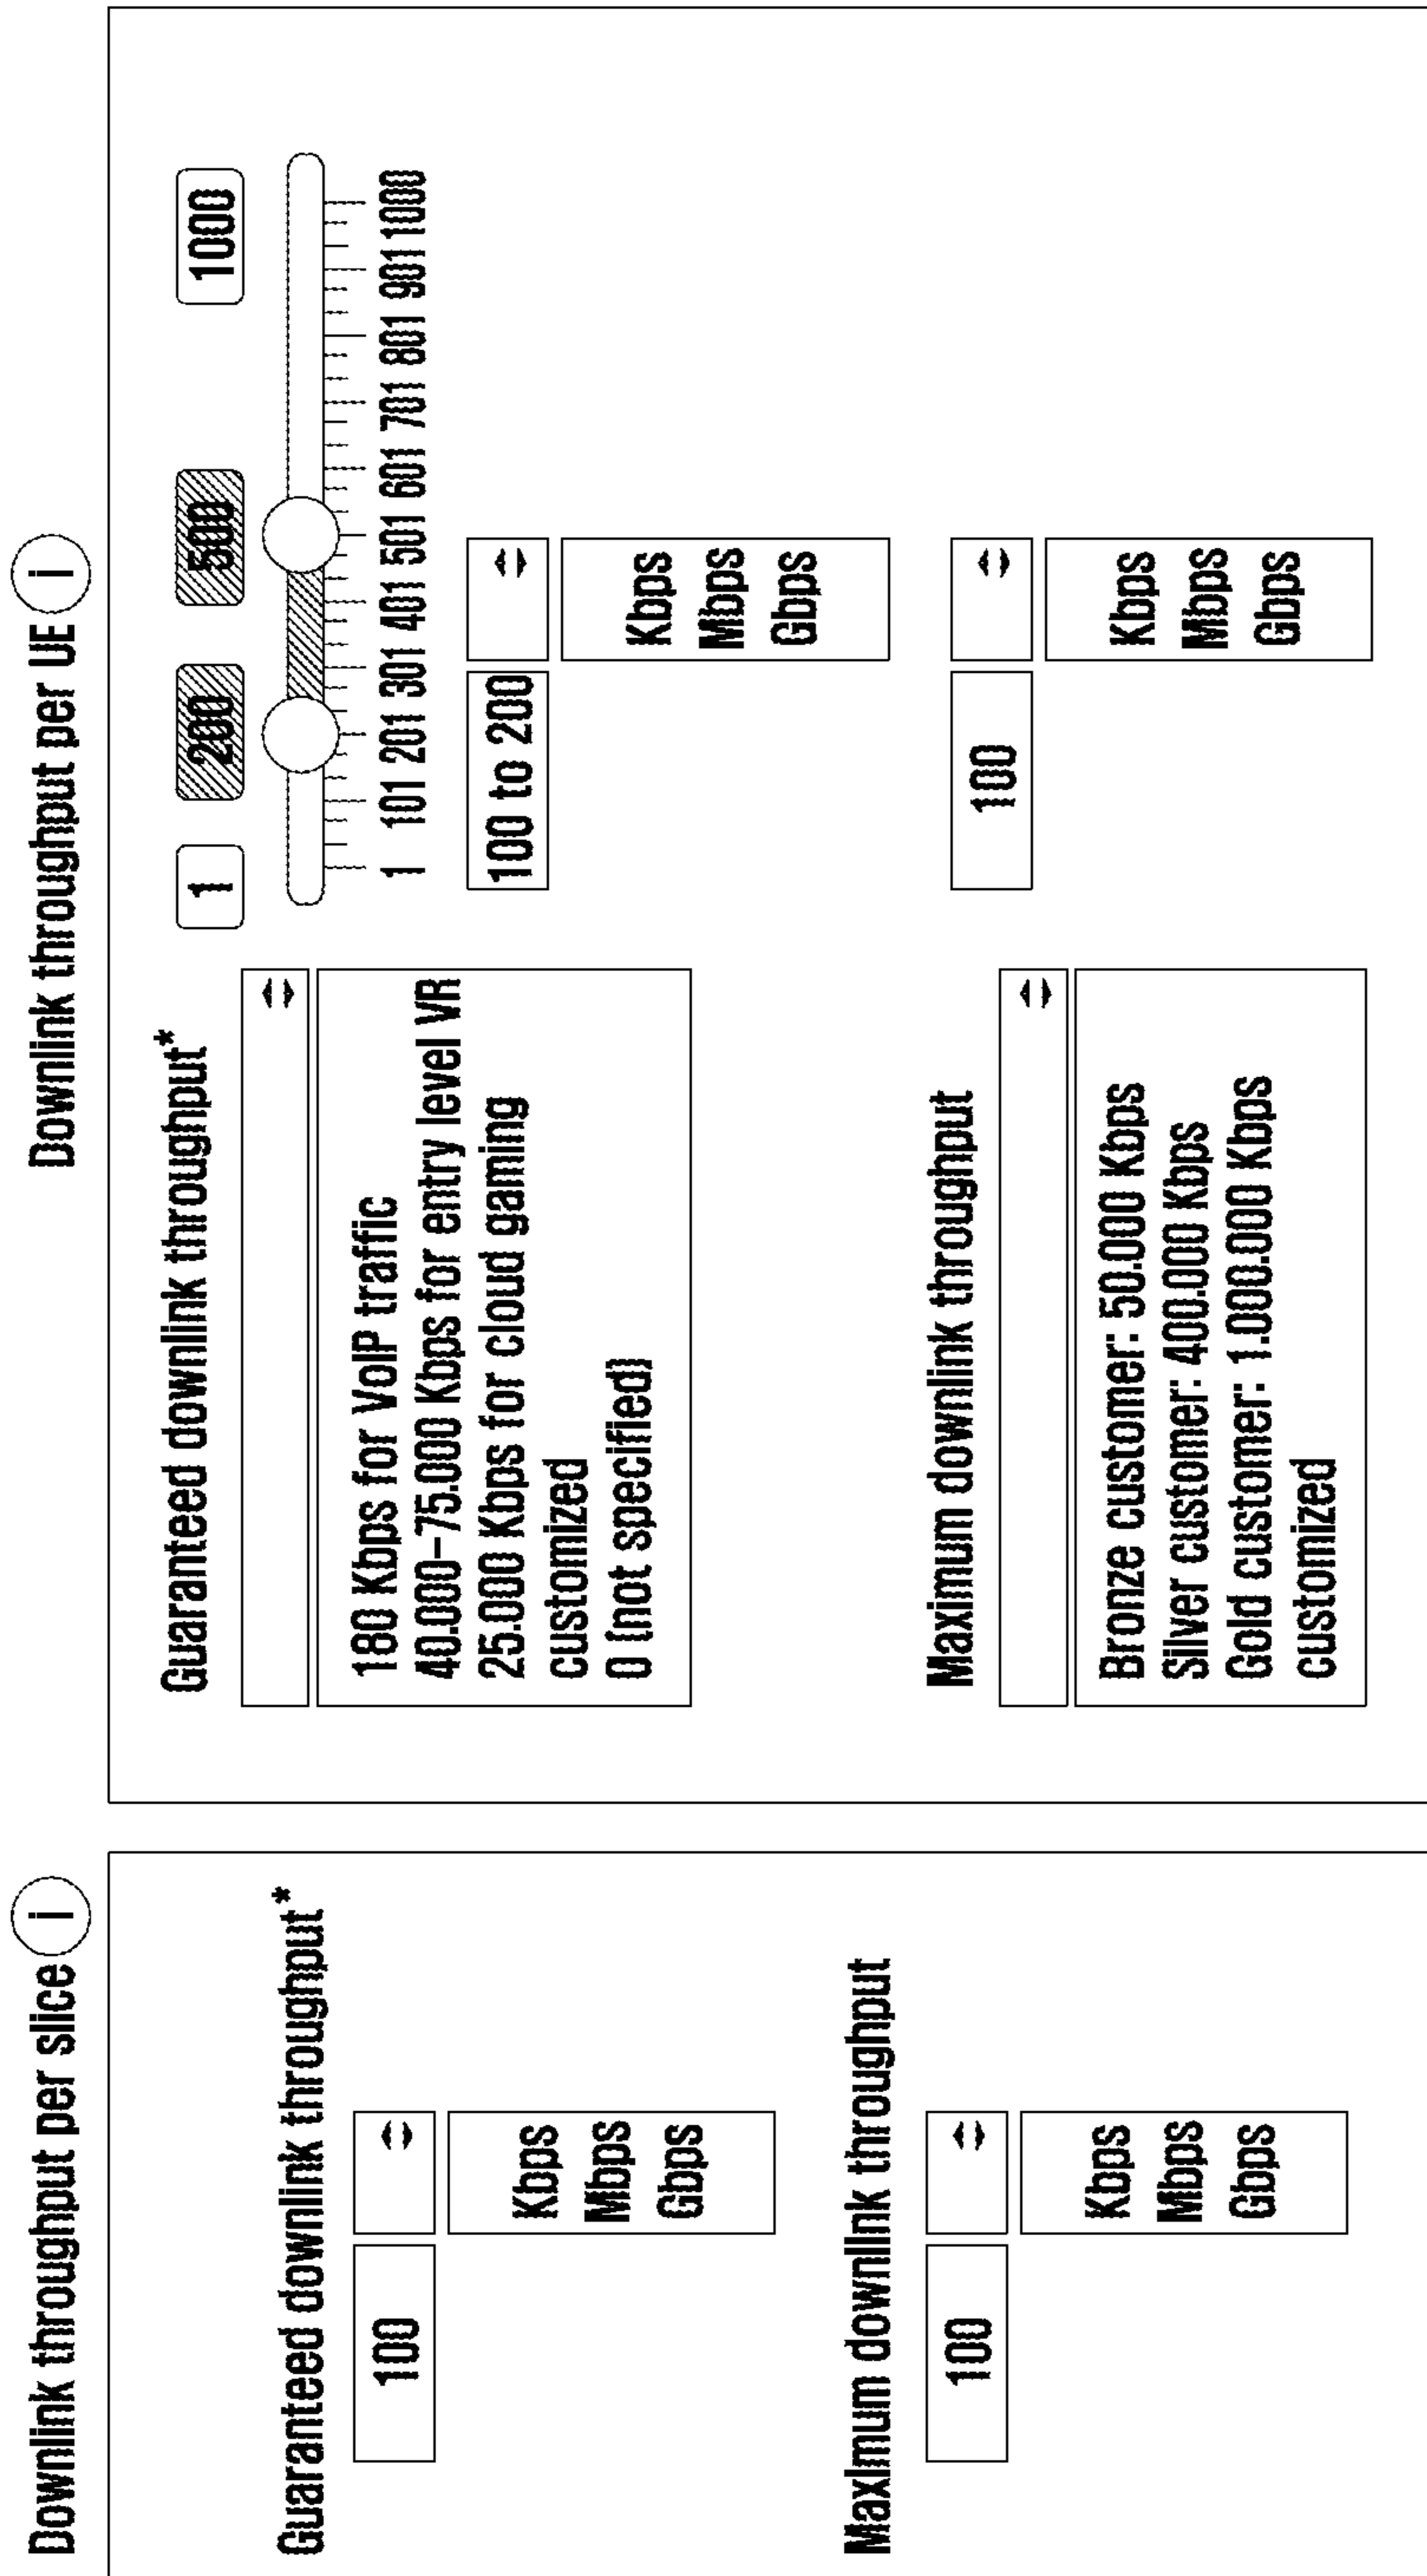 Downlink throughput per slice i
Guaranteed downlink throughput*
100
Kbps
Mbps
Gbps
Maximum downlink throughput
100
Kbps
Mbps
Gbps
Downlink throughput per UE i
Guaranteed downlink throughput*
180 Kbps for VoIP traffic
40.000-75.000 Kbps for entry level VR
25.000 Kbps for cloud gaming
customized
0 (not specified)
1 200 500 1000
1 101 201 301 401 501 601 701 801 901 1000
100 to 200
Kbps
Mbps
Gbps
Maximum downlink throughput
Bronze customer: 50.000 Kbps
Silver customer: 400.000 Kbps
Gold customer: 1.000.000 Kbps
customized
100
Kbps
Mbps
Gbps